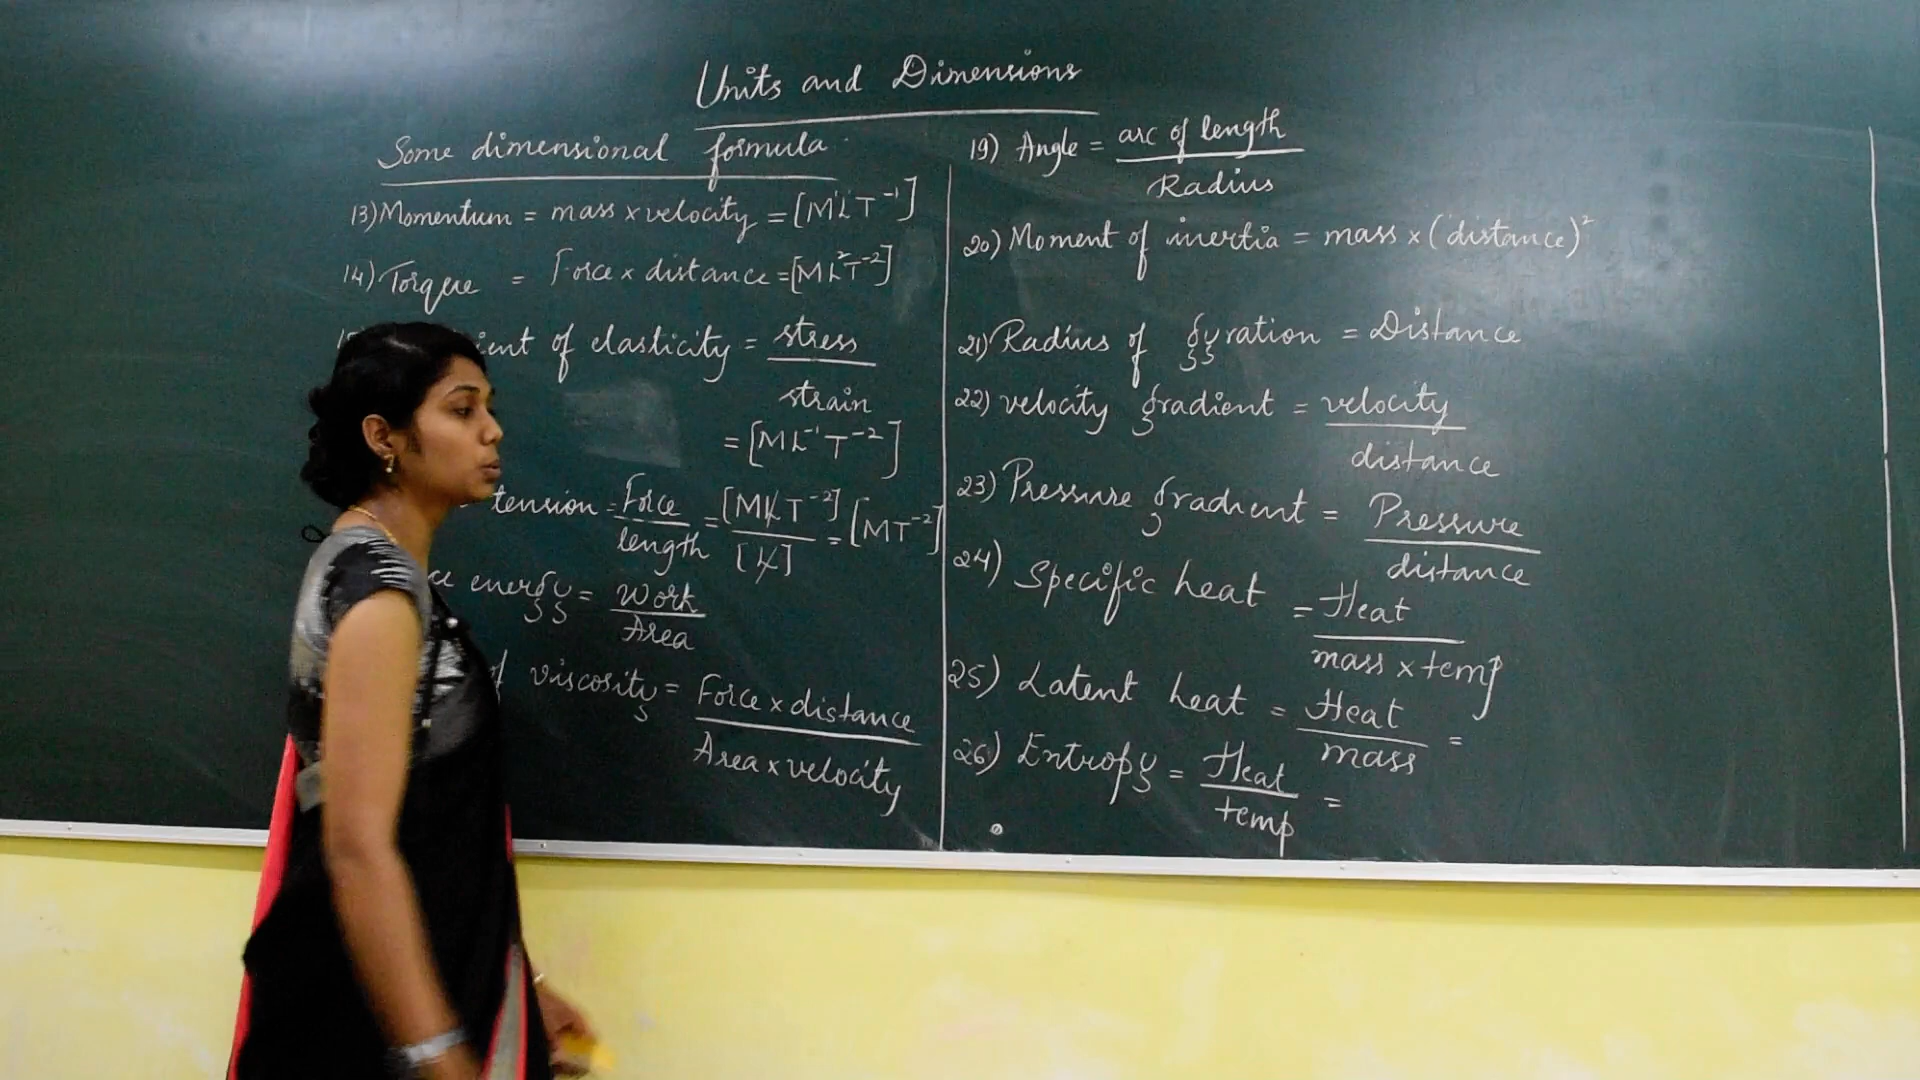 Units and Dimensions
Some dimensional formula
13) Momentum = mass x velocity = [M¹L¹T⁻¹]
14) Torque = Force x distance = [ML²T⁻²]
of elasticity = stress
strain
= [ML⁻¹T⁻²]
tension = Force = [MLT⁻²] = [MT⁻²]
length [L]
energy = Work
Area
viscosity = Force x distance
Area x velocity
19) Angle = arc of length
Radius
20) Moment of inertia = mass x (distance)²
21) Radius of gyration = Distance
22) velocity gradient = velocity
distance
23) Pressure gradient = Pressure
distance
24) Specific heat = Heat
mass x temp
25) Latent heat = Heat =
mass
26) Entropy = Heat =
temp